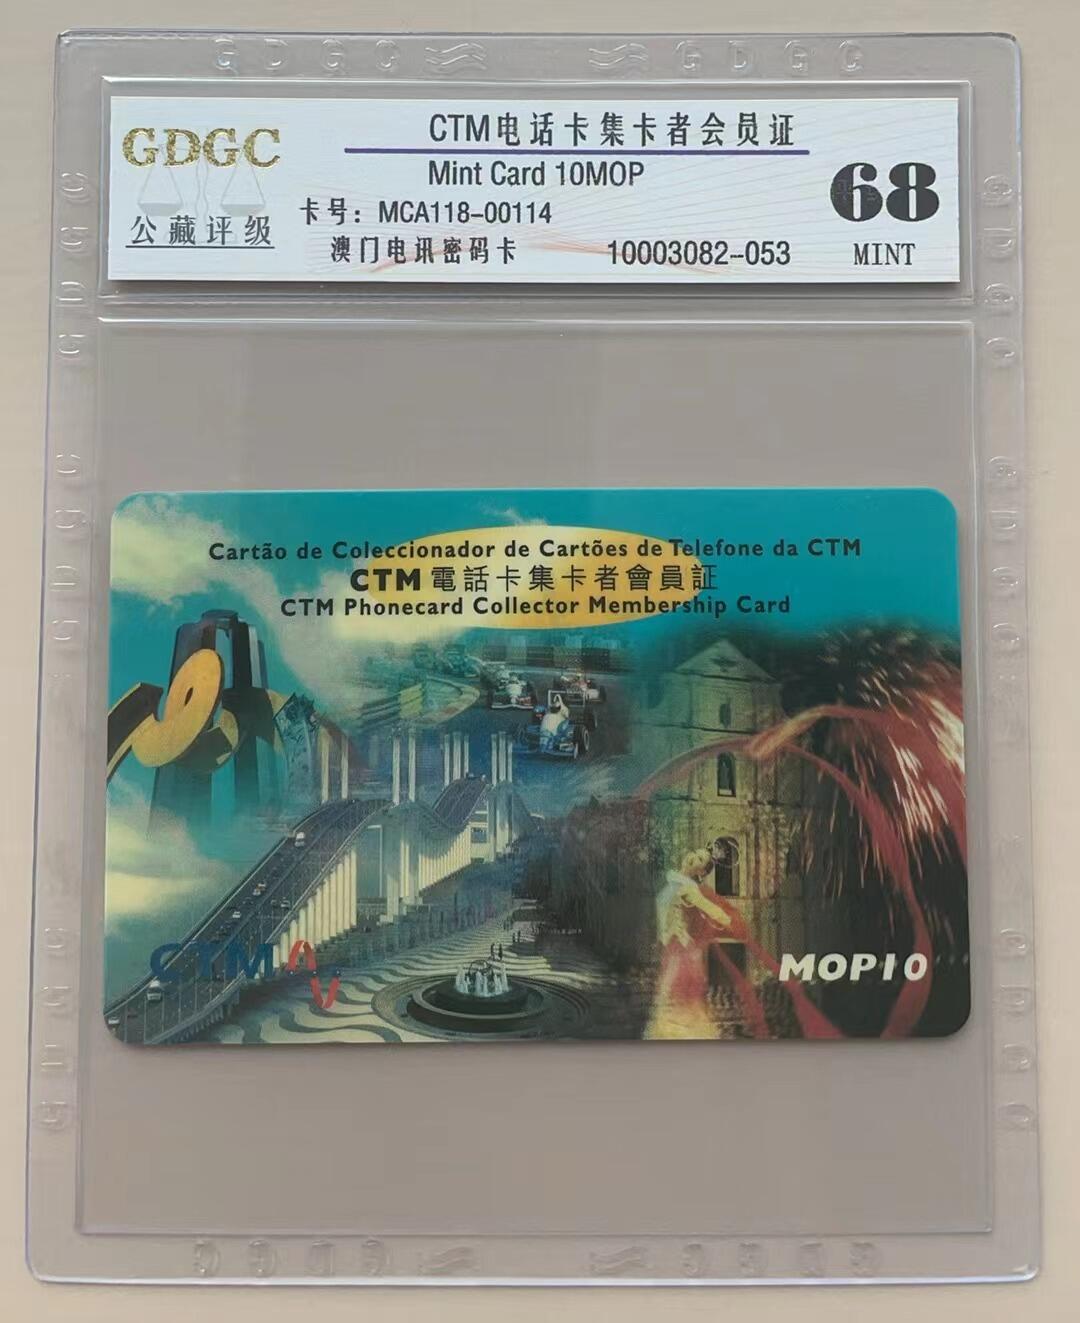 GDGC GDGC
GDGC
公藏评级
CTM电话卡集卡者会员证
Mint Card 10MOP
卡号：MCA118-00114
澳门电讯密码卡
10003082-053
68
MINT
Cartão de Coleccionador de Cartões de Telefone da CTM
CTM電話卡集卡者會員証
CTM Phonecard Collector Membership Card
CTM
MOP10